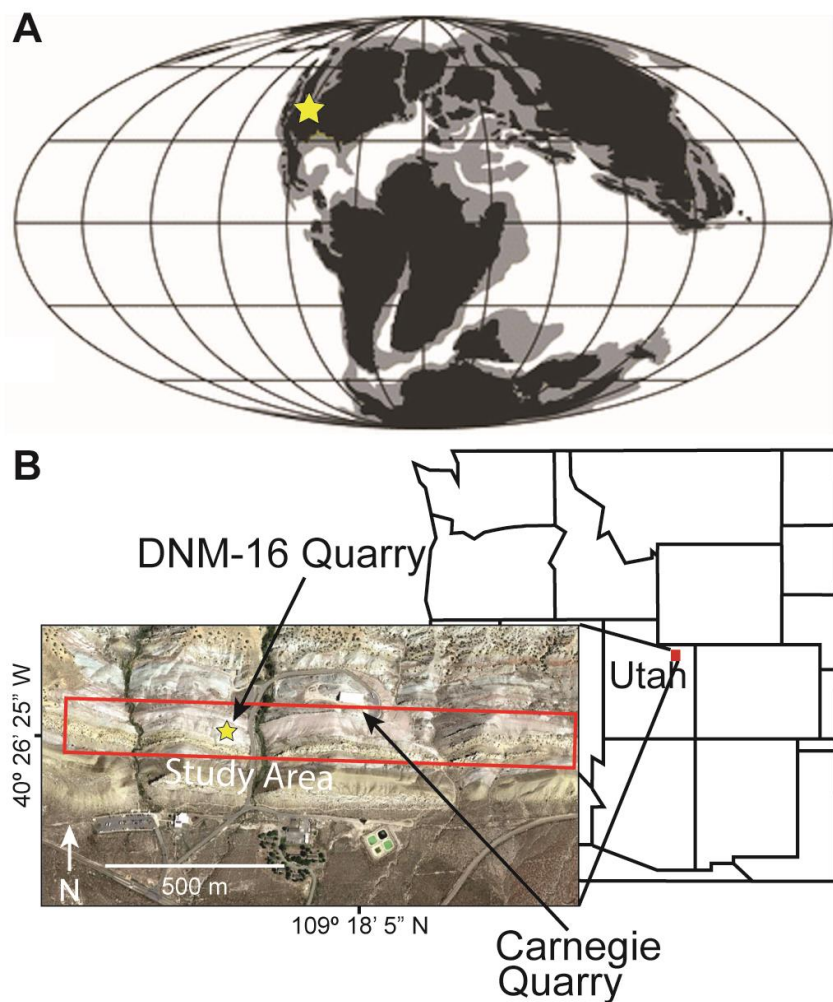 A
B
DNM-16 Quarry
Utah
40º 26' 25" W
Study Area
N
500 m
109º 18' 5" N
Carnegie
Quarry